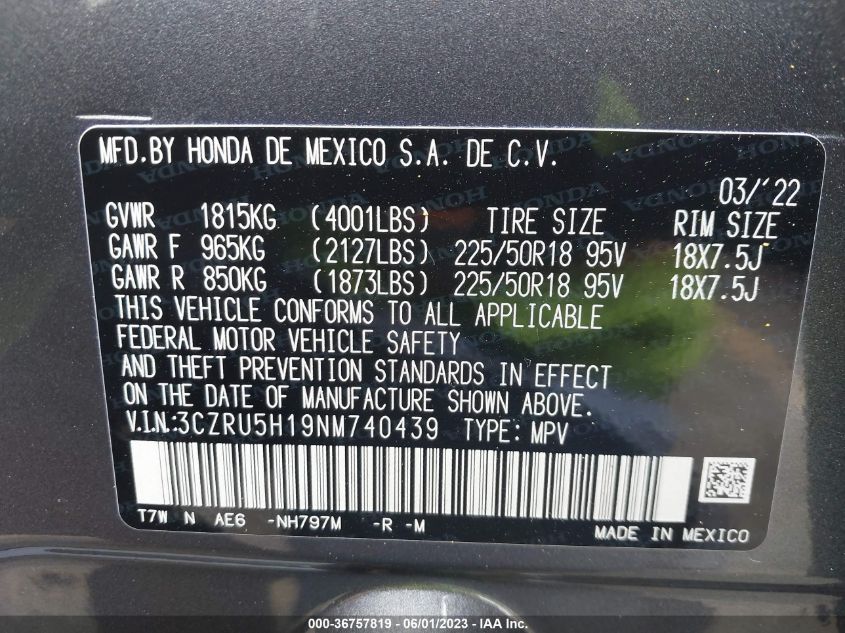 MFD.BY HONDA DE MEXICO S.A. DE C.V.
03/'22
GVWR 1815KG (4001LBS) TIRE SIZE RIM SIZE
GAWR F 965KG (2127LBS) 225/50R18 95V 18X7.5J
GAWR R 850KG (1873LBS) 225/50R18 95V 18X7.5J
THIS VEHICLE CONFORMS TO ALL APPLICABLE
FEDERAL MOTOR VEHICLE SAFETY
AND THEFT PREVENTION STANDARDS IN EFFECT
ON THE DATE OF MANUFACTURE SHOWN ABOVE.
V.I.N.:3CZRU5H19NM740439 TYPE: MPV
T7W N AE6 -NH797M -R -M
MADE IN MEXICO
000-36757819 - 06/01/2023 - IAA Inc.